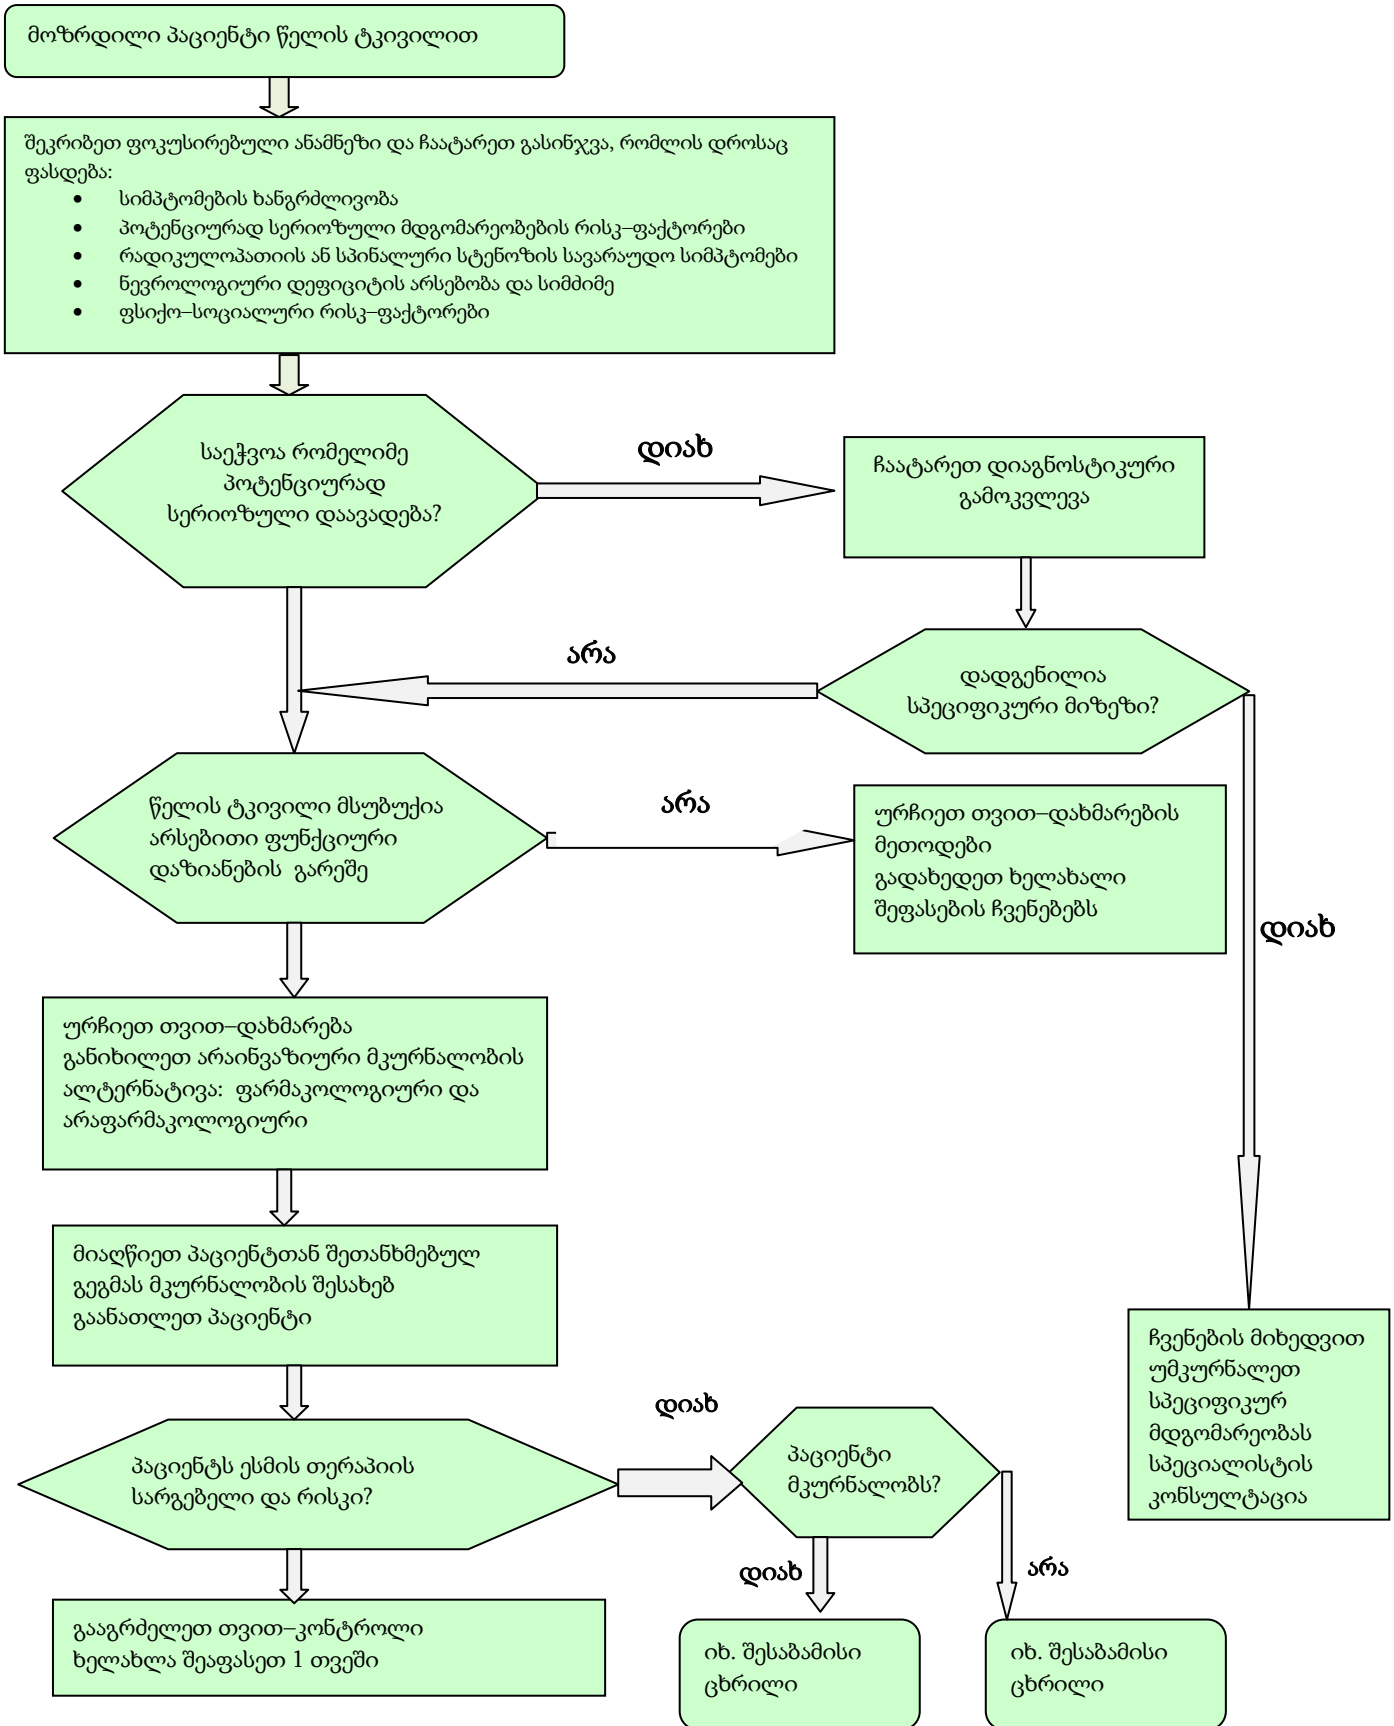 მოზრდილი პაციენტი წელის ტკივილით
შეკრიბეთ ფოკუსირებული ანამნეზი და ჩაატარეთ გასინჯვა, რომლის დროსაც
ფასდება:
• სიმპტომების ხანგრძლივობა
• პოტენციურად სერიოზული მდგომარეობების რისკ–ფაქტორები
• რადიკულოპათიის ან სპინალური სტენოზის სავარაუდო სიმპტომები
• ნევროლოგიური დეფიციტის არსებობა და სიმძიმე
• ფსიქო–სოციალური რისკ–ფაქტორები
საეჭვოა რომელიმე
პოტენციურად
სერიოზული დაავადება?
დიახ
ჩაატარეთ დიაგნოსტიკური
გამოკვლევა
არა
დადგენილია
სპეციფიკური მიზეზი?
წელის ტკივილი მსუბუქია
არსებითი ფუნქციური
დაზიანების გარეშე
არა
ურჩიეთ თვით–დახმარების
მეთოდები
გადახედეთ ხელახალი
შეფასების ჩვენებებს
დიახ
ურჩიეთ თვით–დახმარება
განიხილეთ არაინვაზიური მკურნალობის
ალტერნატივა: ფარმაკოლოგიური და
არაფარმაკოლოგიური
მიაღწიეთ პაციენტთან შეთანხმებულ
გეგმას მკურნალობის შესახებ
გაანათლეთ პაციენტი
ჩვენების მიხედვით
უმკურნალეთ
სპეციფიკურ
მდგომარეობას
სპეციალისტის
კონსულტაცია
პაციენტს ესმის თერაპიის
სარგებელი და რისკი?
დიახ
პაციენტი
მკურნალობს?
დიახ
არა
გააგრძელეთ თვით–კონტროლი
ხელახლა შეაფასეთ 1 თვეში
იხ. შესაბამისი
ცხრილი
იხ. შესაბამისი
ცხრილი